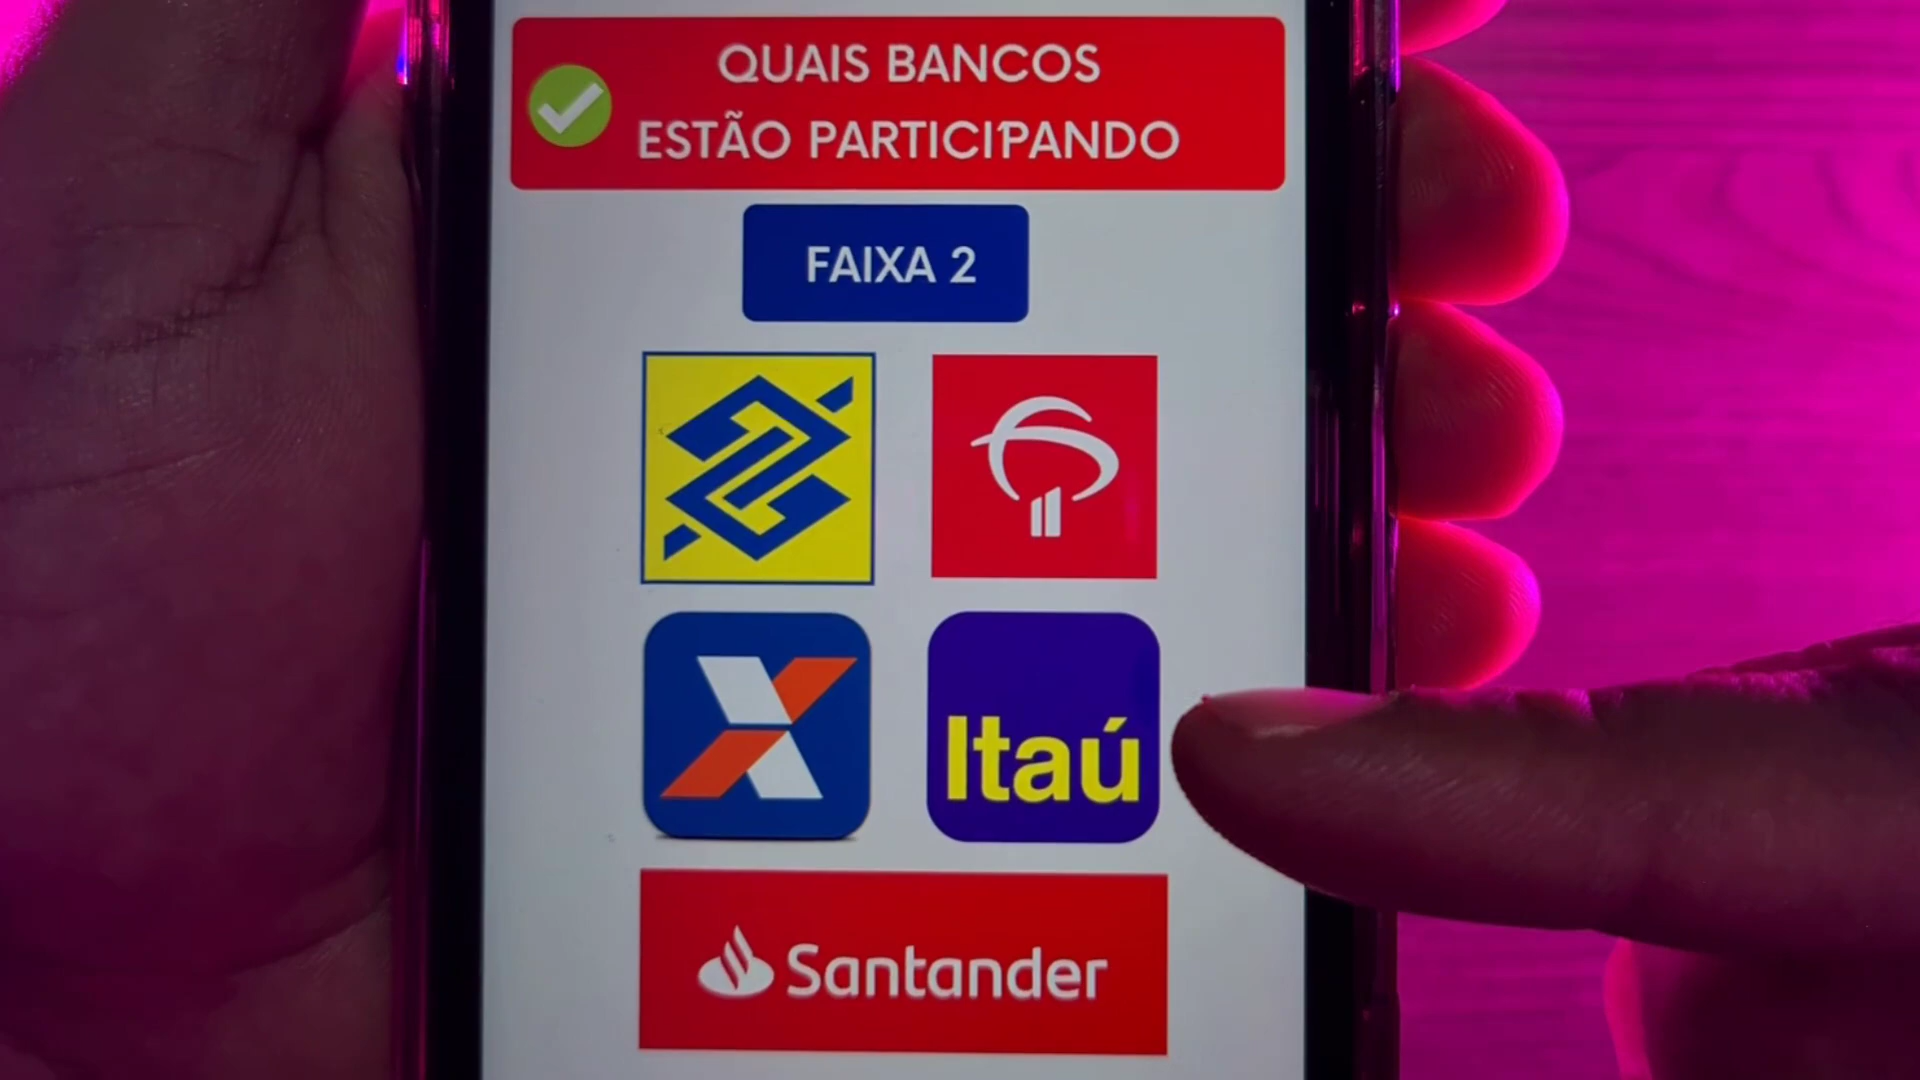 QUAIS BANCOS
ESTÃO PARTICIPANDO
FAIXA 2
Itaú
Santander